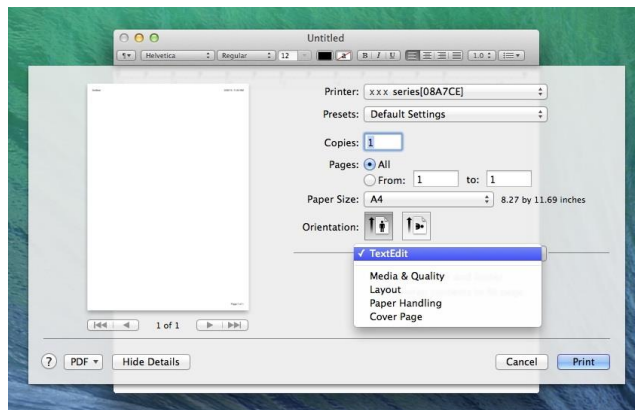 Untitled
¶ Helvetica Regular 12 a B I U 1.0
Printer: xxx series[08A7CE]
Presets: Default Settings
Copies: 1
Pages: All
From: 1 to: 1
Paper Size: A4 8.27 by 11.69 inches
Orientation:
✓ TextEdit
Media & Quality
Layout
Paper Handling
Cover Page
1 of 1
? PDF Hide Details Cancel Print